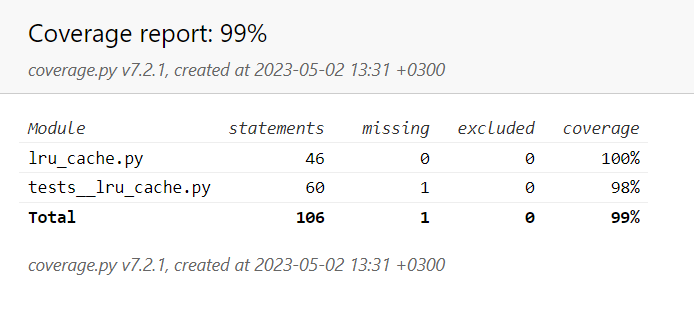 Coverage report: 99%
coverage.py v7.2.1, created at 2023-05-02 13:31 +0300
Module statements missing excluded coverage
lru_cache.py 46 0 0 100%
tests__lru_cache.py 60 1 0 98%
Total 106 1 0 99%
coverage.py v7.2.1, created at 2023-05-02 13:31 +0300